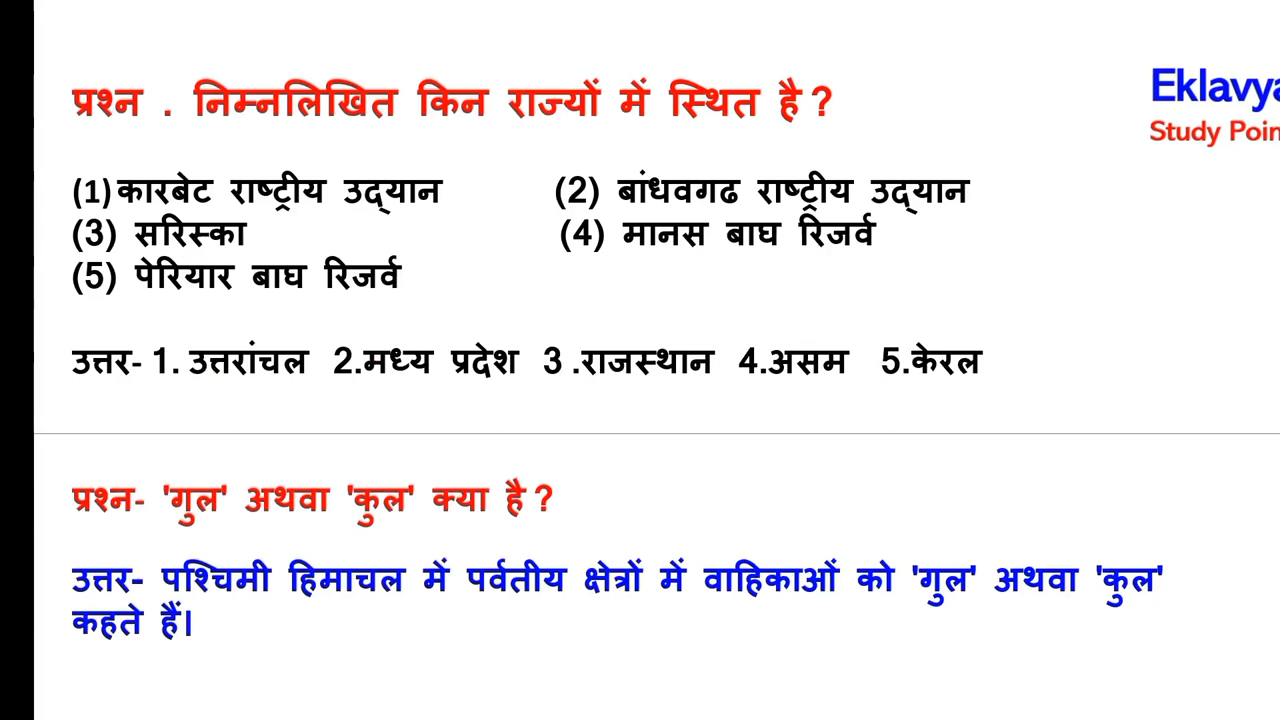 प्रश्न . निम्नलिखित किन राज्यों में स्थित है ?
Eklavya
Study Poin
(1) कारबेट राष्ट्रीय उद्यान (2) बांधवगढ राष्ट्रीय उद्यान
(3) सरिस्का (4) मानस बाघ रिजर्व
(5) पेरियार बाघ रिजर्व
उत्तर- 1. उत्तरांचल 2.मध्य प्रदेश 3 .राजस्थान 4.असम 5.केरल
प्रश्न- 'गुल' अथवा 'कुल' क्या है ?
उत्तर- पश्चिमी हिमाचल में पर्वतीय क्षेत्रों में वाहिकाओं को 'गुल' अथवा 'कुल'
कहते हैं।